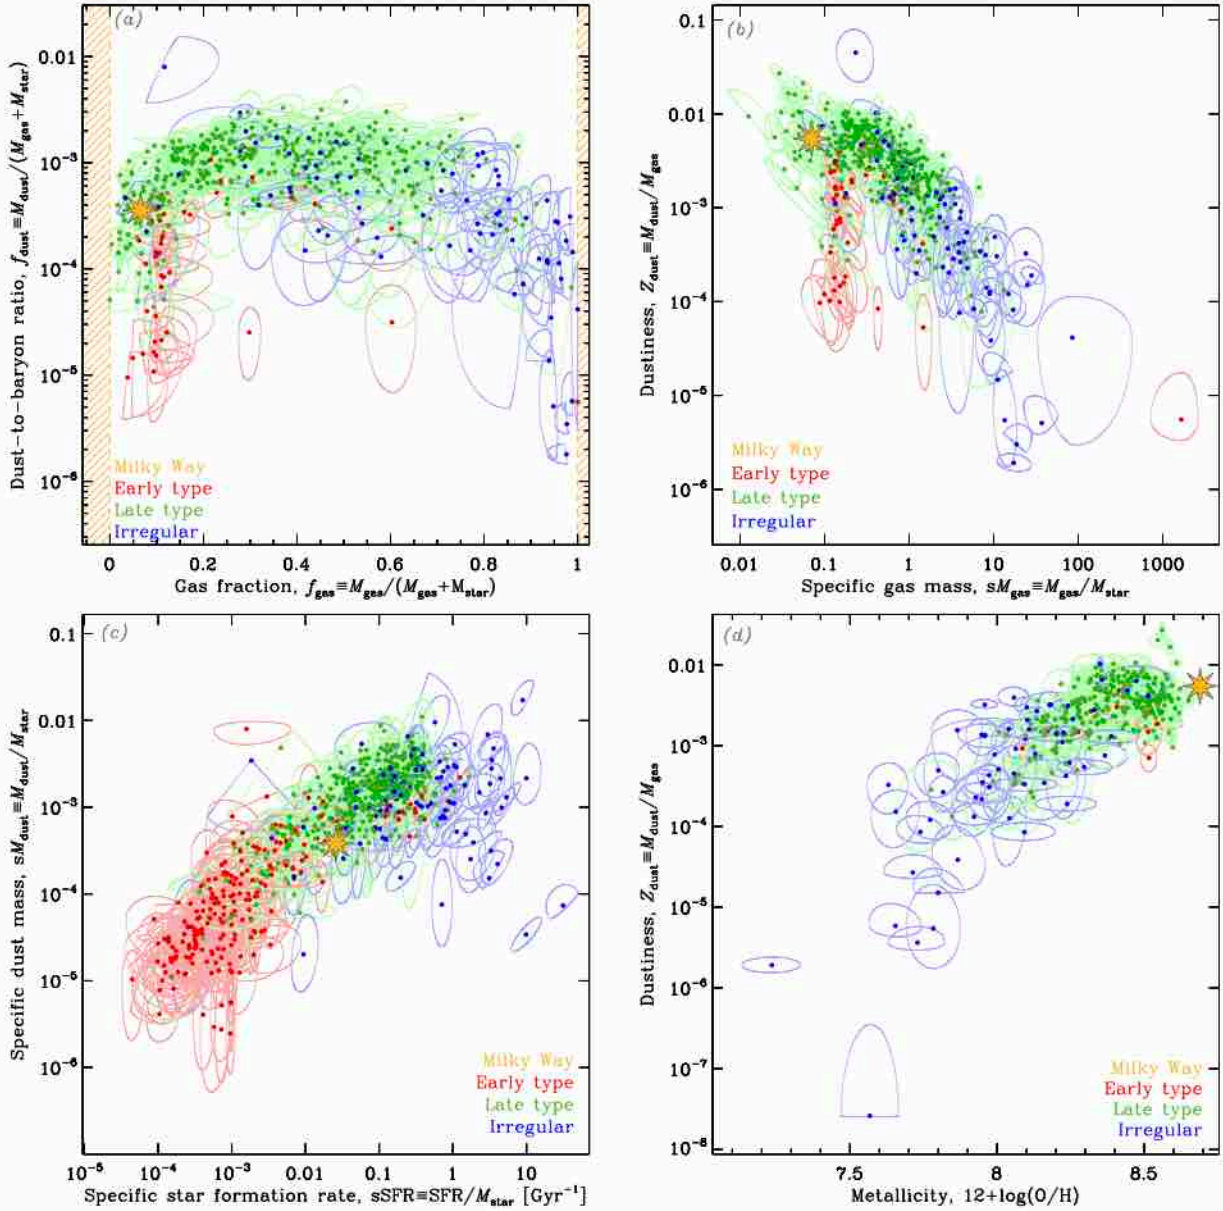 (a)
0.01
10⁻³
10⁻⁴
10⁻⁵
10⁻⁶
Dust-to-baryon ratio, f_dust≡M_dust/(M_gas+M_star)
Milky Way
Early type
Late type
Irregular
0 0.2 0.4 0.6 0.8 1
Gas fraction, f_gas≡M_gas/(M_gas+M_star)
(b)
0.1
0.01
10⁻³
10⁻⁴
10⁻⁵
10⁻⁶
Dustiness, Z_dust≡M_dust/M_gas
Milky Way
Early type
Late type
Irregular
0.01 0.1 1 10 100 1000
Specific gas mass, sM_gas≡M_gas/M_star
(c)
0.1
0.01
10⁻³
10⁻⁴
10⁻⁵
10⁻⁶
Specific dust mass, sM_dust≡M_dust/M_star
Milky Way
Early type
Late type
Irregular
10⁻⁵ 10⁻⁴ 10⁻³ 0.01 0.1 1 10
Specific star formation rate, sSFR≡SFR/M_star [Gyr⁻¹]
(d)
0.01
10⁻³
10⁻⁴
10⁻⁵
10⁻⁶
10⁻⁷
10⁻⁸
Dustiness, Z_dust≡M_dust/M_gas
Milky Way
Early type
Late type
Irregular
7.5 8 8.5
Metallicity, 12+log(O/H)